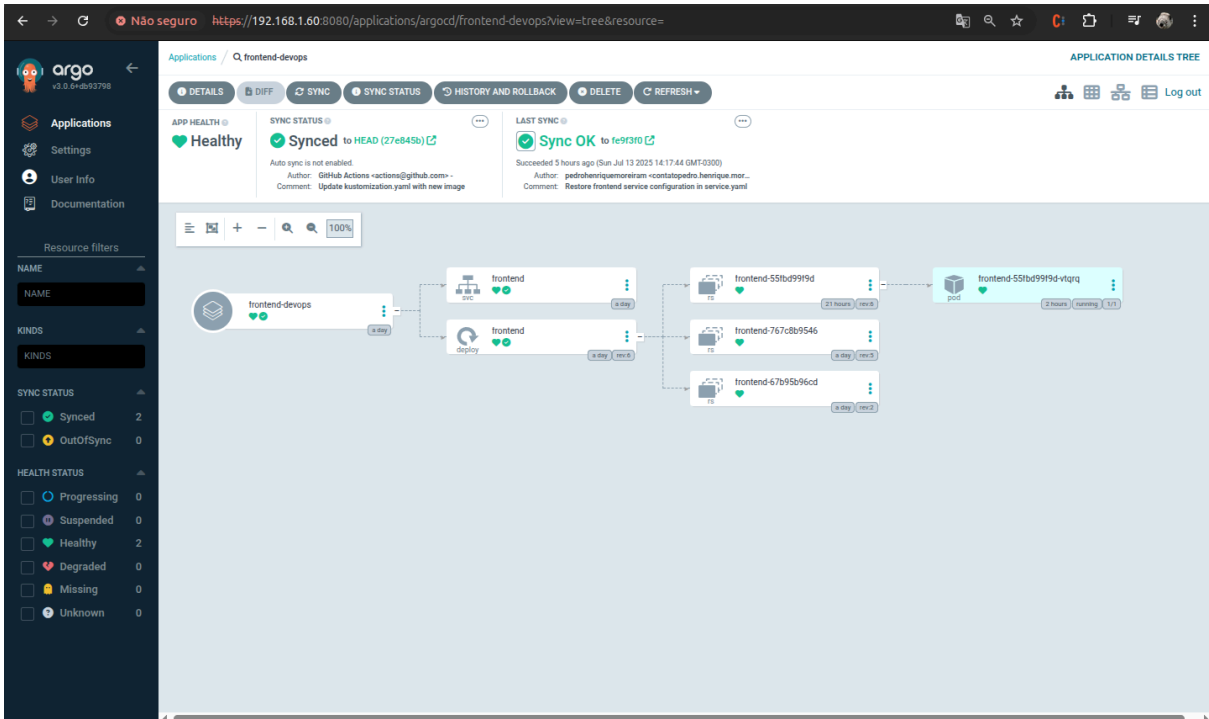 Não seguro https://192.168.1.60:8080/applications/argocd/frontend-devops?view=tree&resource=
argo
v3.0.6+db93798
Applications
Settings
User Info
Documentation
Resource filters
NAME
NAME
KINDS
KINDS
SYNC STATUS
Synced 2
OutOfSync 0
HEALTH STATUS
Progressing 0
Suspended 0
Healthy 2
Degraded 0
Missing 0
Unknown 0
Applications / frontend-devops
APPLICATION DETAILS TREE
DETAILS DIFF SYNC SYNC STATUS HISTORY AND ROLLBACK DELETE REFRESH
Log out
APP HEALTH
Healthy
SYNC STATUS
Synced to HEAD (27e845b)
Auto sync is not enabled.
Author: GitHub Actions <actions@github.com> -
Comment: Update kustomization.yaml with new image
LAST SYNC
Sync OK to fe9f3f0
Succeeded 5 hours ago (Sun Jul 13 2025 14:17:44 GMT-0300)
Author: pedrohenriquemoreiram <contatopedro.henrique.mor...
Comment: Restore frontend service configuration in service.yaml
100%
frontend-devops
a day
frontend
svc
a day
frontend
deploy
a day rev:6
frontend-55fbd99f9d
rs
21 hours rev:6
frontend-767c8b9546
rs
a day rev:5
frontend-67b95b96cd
rs
a day rev:2
frontend-55fbd99f9d-vtqrq
pod
2 hours running 1/1